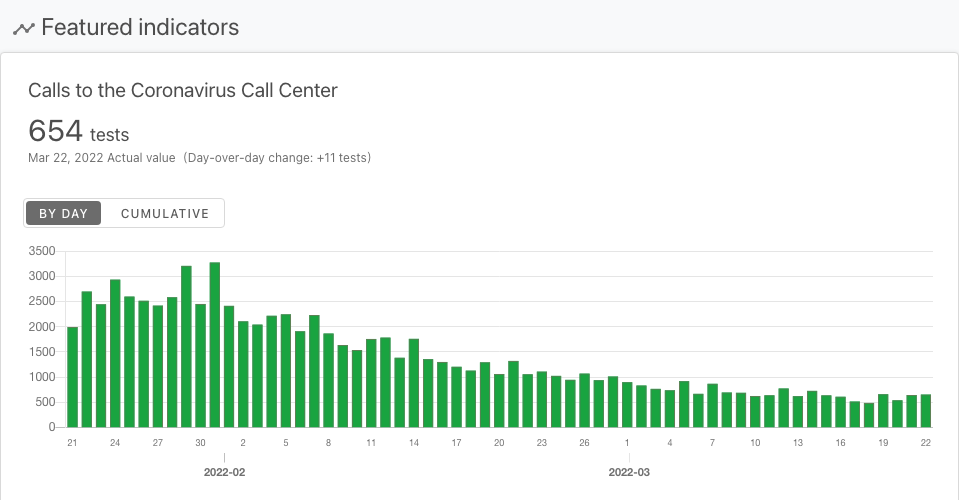 Featured indicators
Calls to the Coronavirus Call Center
654 tests
Mar 22, 2022 Actual value (Day-over-day change: +11 tests)
BY DAY CUMULATIVE
3500
3000
2500
2000
1500
1000
500
0
21 24 27 30 2 5 8 11 14 17 20 23 26 1 4 7 10 13 16 19 22
2022-02 2022-03